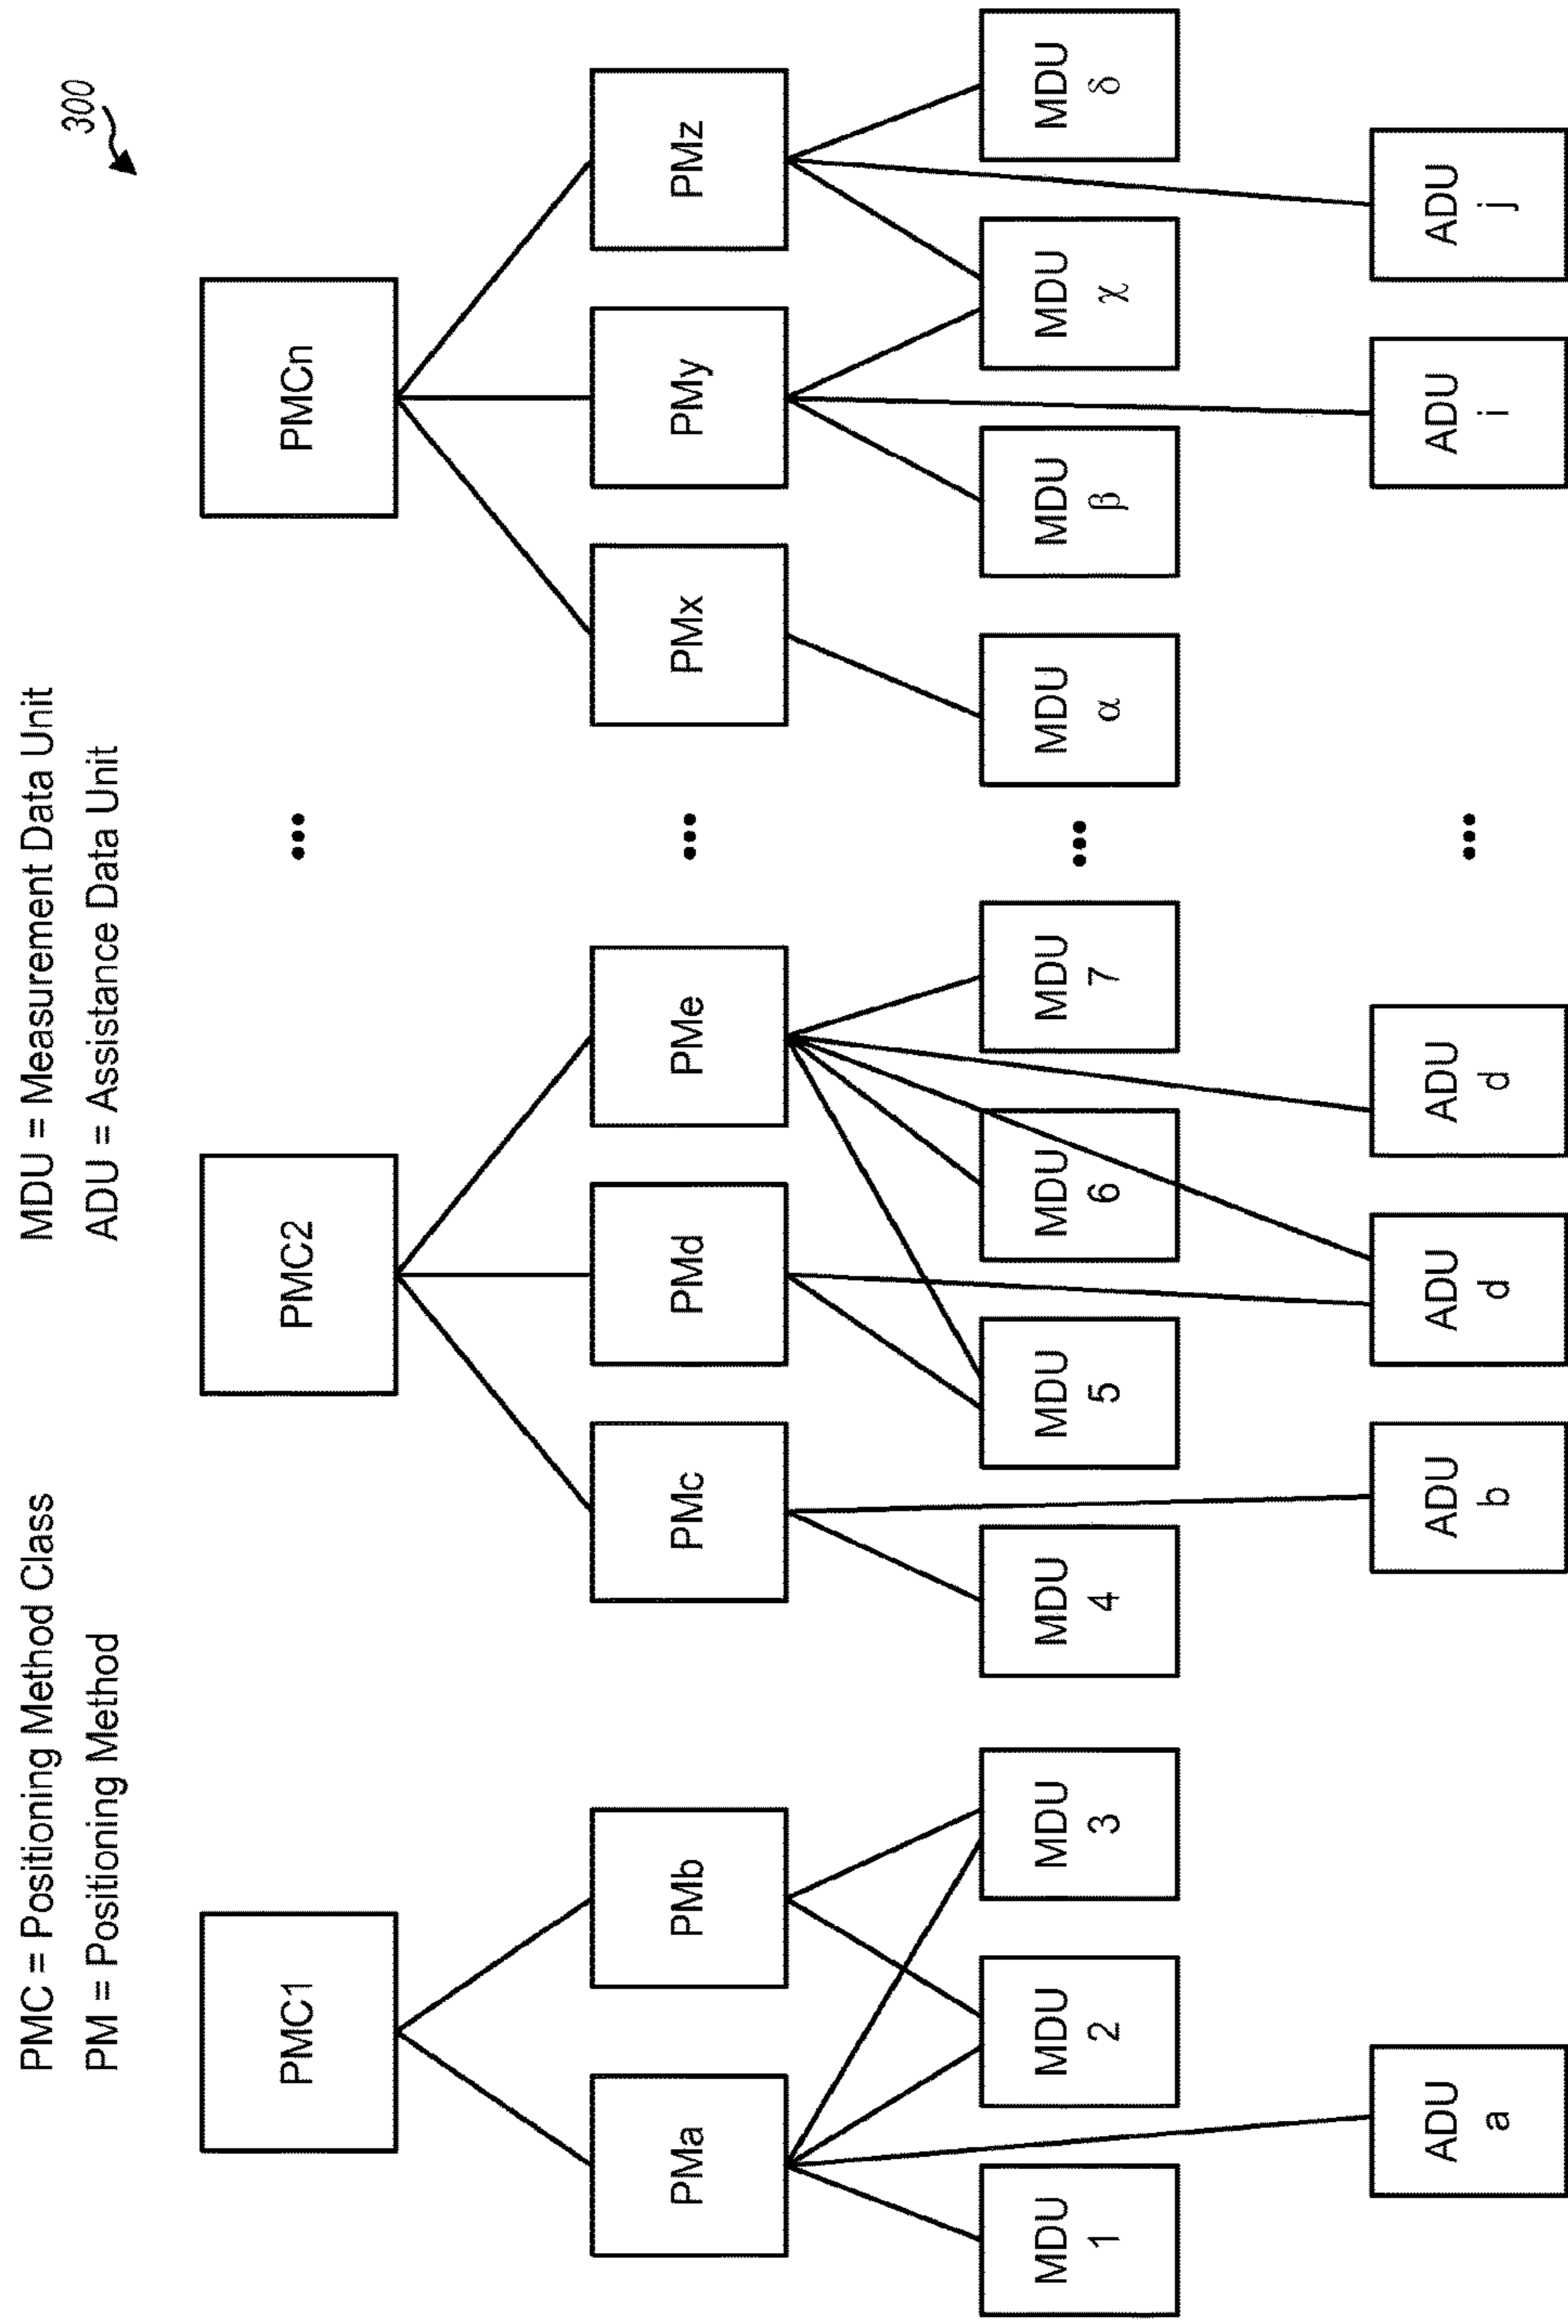 300
PMC = Positioning Method Class
MDU = Measurement Data Unit
PM = Positioning Method
ADU = Assistance Data Unit
PMC1
PMC2
•••
PMCn
PMa
PMb
PMc
PMd
PMe
•••
PMx
PMy
PMz
MDU
1
MDU
2
MDU
3
MDU
4
MDU
5
MDU
6
MDU
7
•••
MDU
α
MDU
β
MDU
χ
MDU
δ
ADU
a
ADU
b
ADU
d
ADU
d
•••
ADU
i
ADU
j